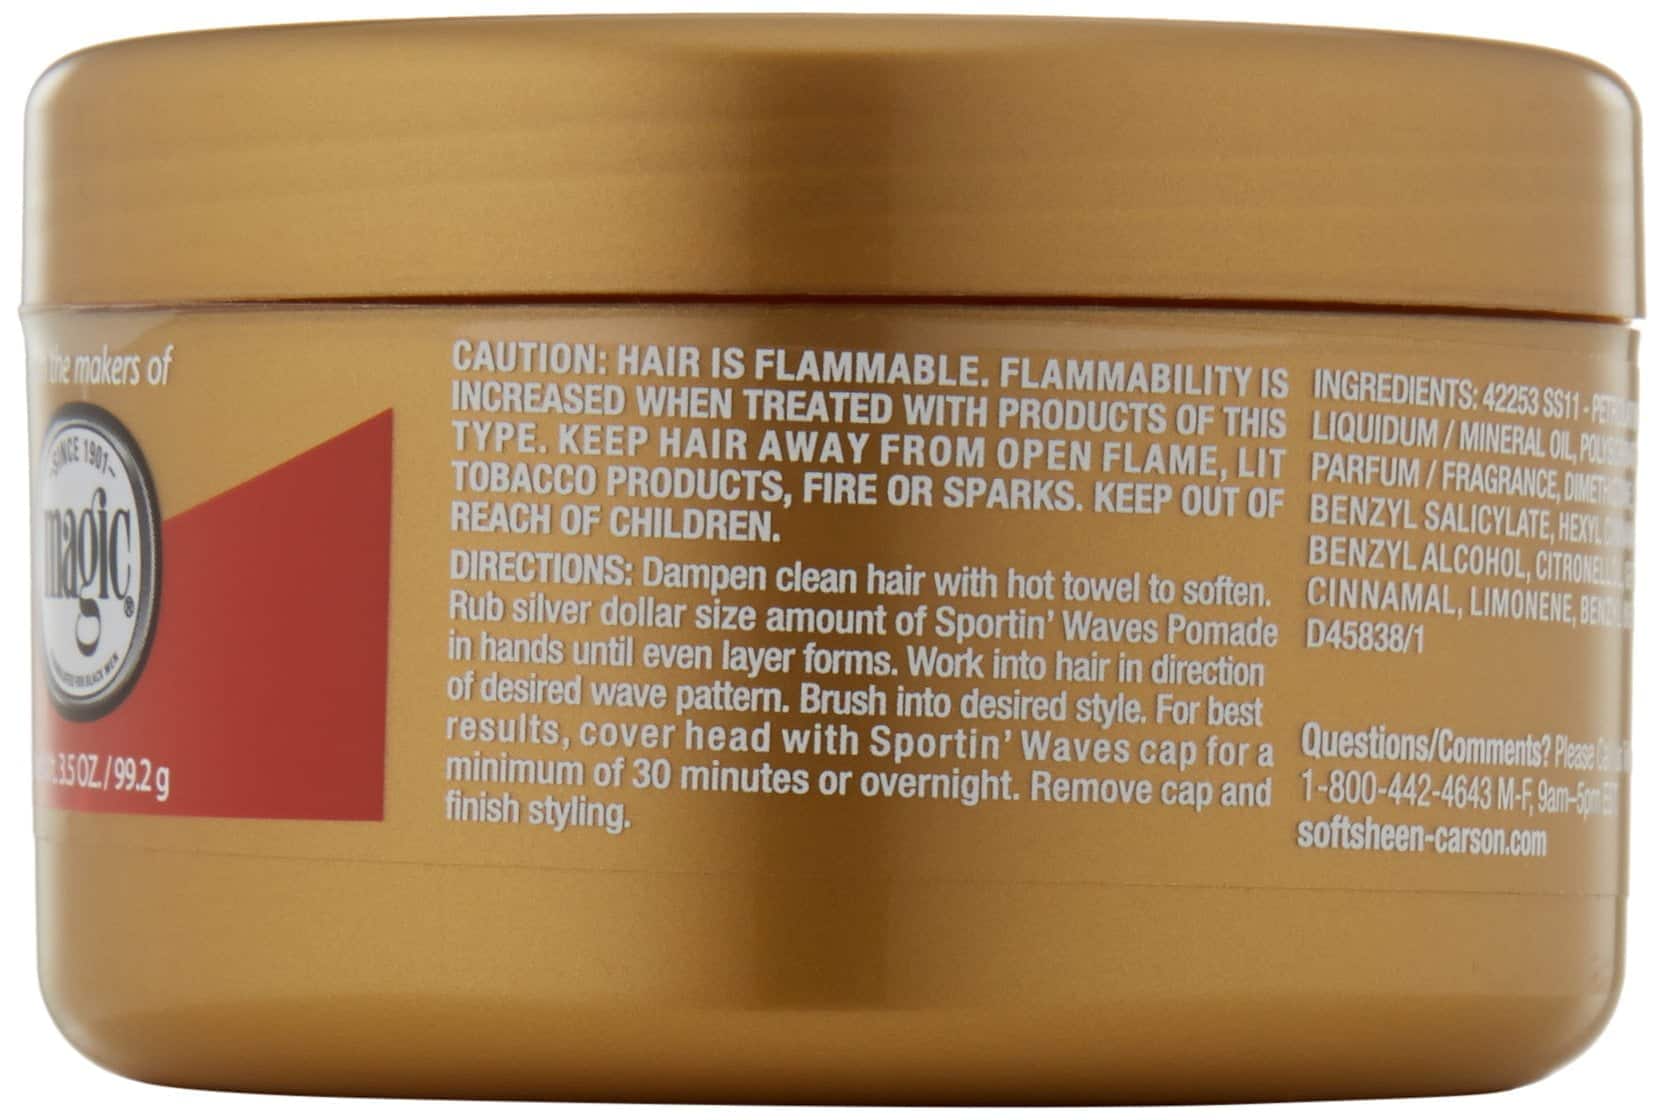 the makers of
SINCE 1901
magic
3.5 OZ. / 99.2 g
CAUTION: HAIR IS FLAMMABLE. FLAMMABILITY IS
INCREASED WHEN TREATED WITH PRODUCTS OF THIS
TYPE. KEEP HAIR AWAY FROM OPEN FLAME, LIT
TOBACCO PRODUCTS, FIRE OR SPARKS. KEEP OUT OF
REACH OF CHILDREN.
DIRECTIONS: Dampen clean hair with hot towel to soften.
Rub silver dollar size amount of Sportin' Waves Pomade
in hands until even layer forms. Work into hair in direction
of desired wave pattern. Brush into desired style. For best
results, cover head with Sportin' Waves cap for a
minimum of 30 minutes or overnight. Remove cap and
finish styling.
INGREDIENTS: 42253 SS11 -
LIQUIDUM / MINERAL OIL,
PARFUM / FRAGRANCE,
BENZYL SALICYLATE, HEXYL
BENZYL ALCOHOL,
CINNAMAL, LIMONENE,
D45838/1
Questions/Comments? Please
1-800-442-4643 M-F, 9am-5pm
softsheen-carson.com